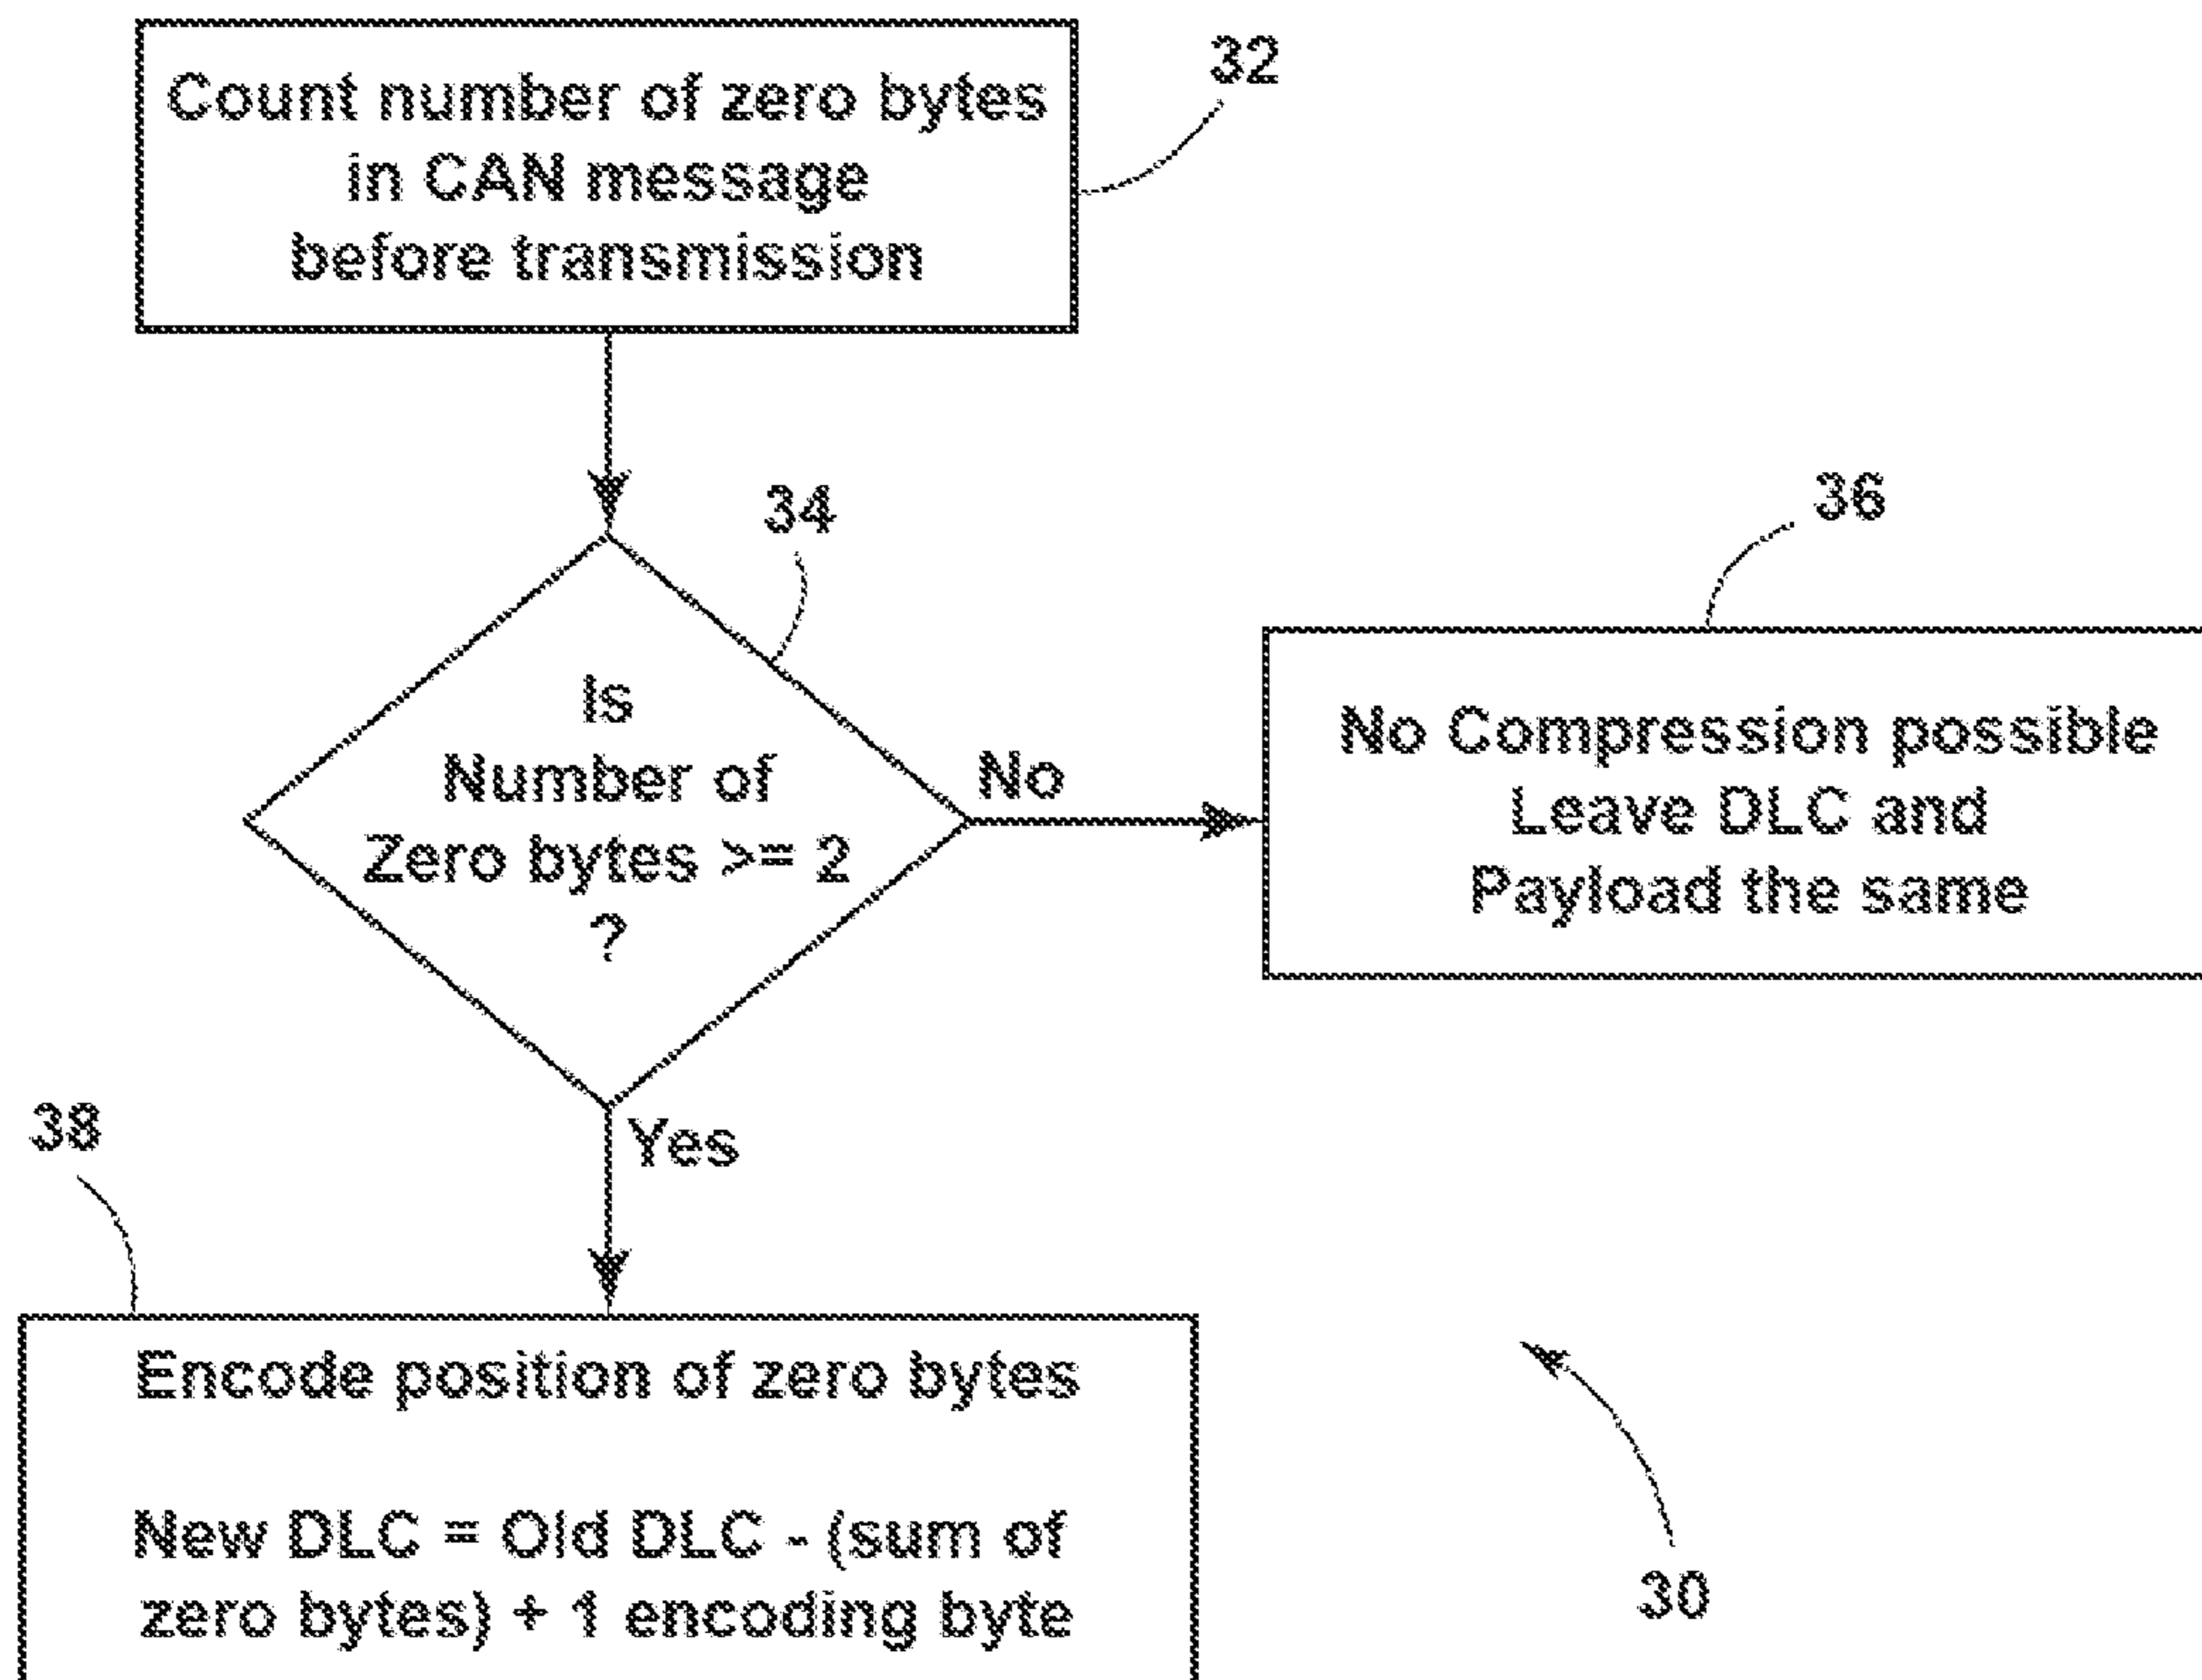 Count number of zero bytes
in CAN message
before transmission
32
34
Is
Number of
Zero bytes >= 2
?
No
36
No Compression possible
Leave DLC and
Payload the same
Yes
38
Encode position of zero bytes
New DLC = Old DLC - (sum of
zero bytes) + 1 encoding byte
30